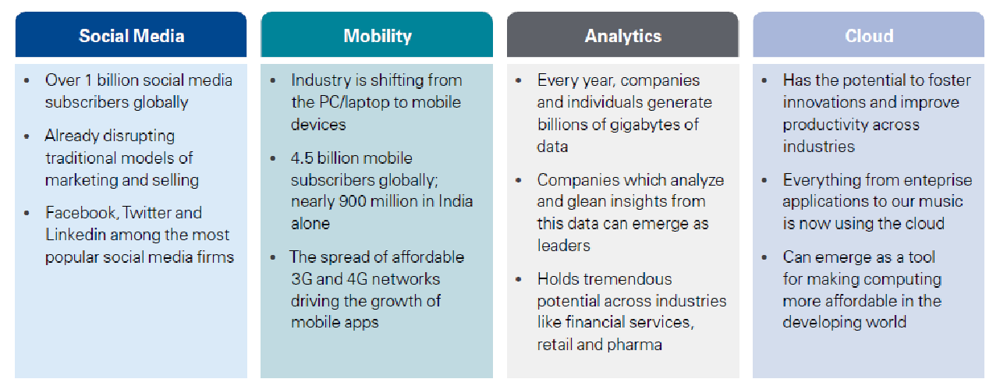 Social Media
• Over 1 billion social media
subscribers globally
• Already disrupting
traditional models of
marketing and selling
• Facebook, Twitter and
Linkedin among the most
popular social media firms
Mobility
• Industry is shifting from
the PC/laptop to mobile
devices
• 4.5 billion mobile
subscribers globally;
nearly 900 million in India
alone
• The spread of affordable
3G and 4G networks
driving the growth of
mobile apps
Analytics
• Every year, companies
and individuals generate
billions of gigabytes of
data
• Companies which analyze
and glean insights from
this data can emerge as
leaders
• Holds tremendous
potential across industries
like financial services,
retail and pharma
Cloud
• Has the potential to foster
innovations and improve
productivity across
industries
• Everything from enteprise
applications to our music
is now using the cloud
• Can emerge as a tool
for making computing
more affordable in the
developing world